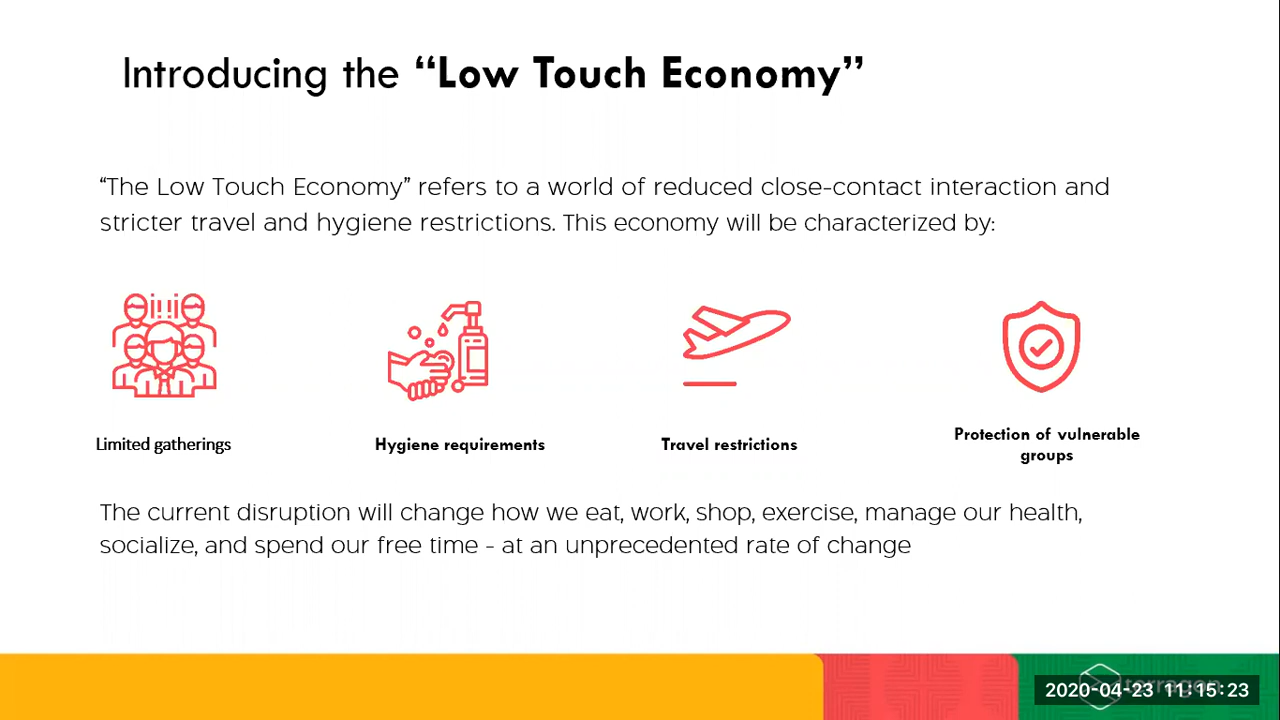 Introducing the “Low Touch Economy”
“The Low Touch Economy” refers to a world of reduced close-contact interaction and
stricter travel and hygiene restrictions. This economy will be characterized by:
Limited gatherings
Hygiene requirements
Travel restrictions
Protection of vulnerable
groups
The current disruption will change how we eat, work, shop, exercise, manage our health,
socialize, and spend our free time - at an unprecedented rate of change
2020-04-23 11:15:23